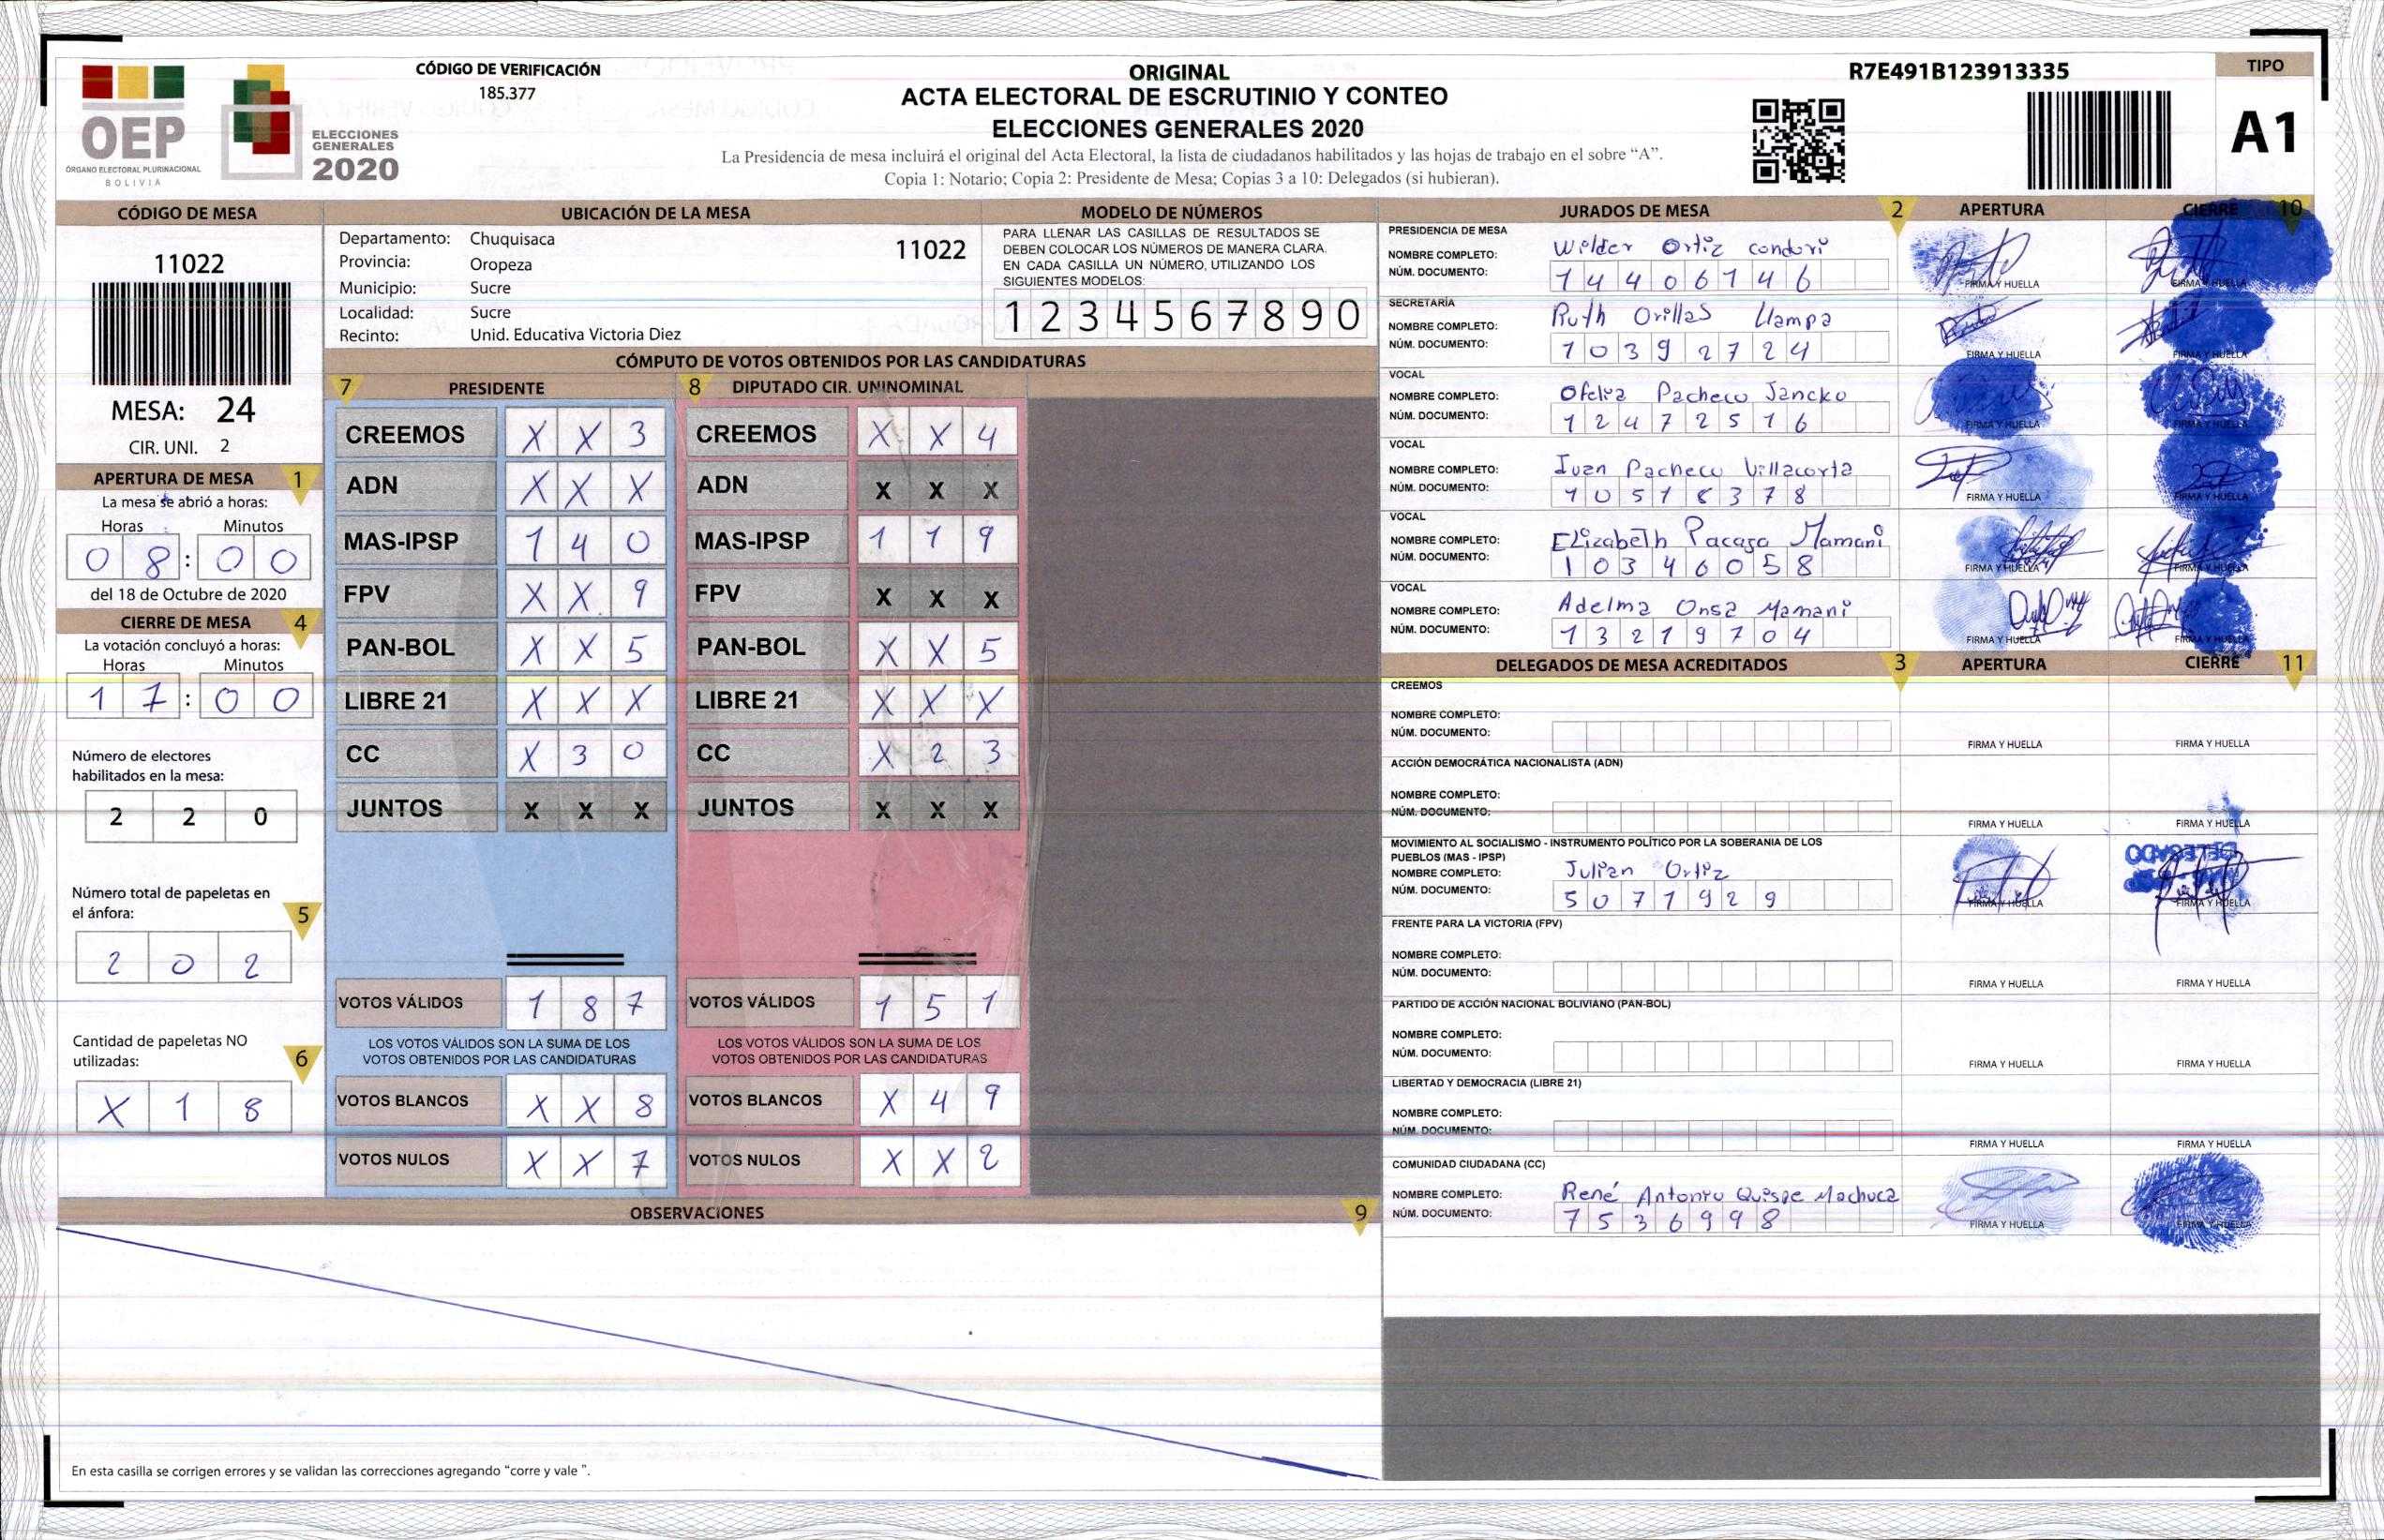 OEP
ÓRGANO ELECTORAL PLURINACIONAL
BOLIVIA
ELECCIONES
GENERALES
2020
CÓDIGO DE VERIFICACIÓN
185.377
ORIGINAL
ACTA ELECTORAL DE ESCRUTINIO Y CONTEO
ELECCIONES GENERALES 2020
La Presidencia de mesa incluirá el original del Acta Electoral, la lista de ciudadanos habilitados y las hojas de trabajo en el sobre “A”.
Copia 1: Notario; Copia 2: Presidente de Mesa; Copias 3 a 10: Delegados (si hubieran).
R7E491B123913335
TIPO
A1
CÓDIGO DE MESA
11022
MESA: 24
CIR. UNI. 2
APERTURA DE MESA 1
La mesa se abrió a horas:
Horas Minutos
0 8 : 0 0
del 18 de Octubre de 2020
CIERRE DE MESA 4
La votación concluyó a horas:
Horas Minutos
1 7 : 0 0
Número de electores
habilitados en la mesa:
2 2 0
Número total de papeletas en
el ánfora: 5
2 0 2
Cantidad de papeletas NO
utilizadas: 6
X 1 8
UBICACIÓN DE LA MESA
Departamento: Chuquisaca 11022
Provincia: Oropeza
Municipio: Sucre
Localidad: Sucre
Recinto: Unid. Educativa Victoria Diez
MODELO DE NÚMEROS
PARA LLENAR LAS CASILLAS DE RESULTADOS SE
DEBEN COLOCAR LOS NÚMEROS DE MANERA CLARA.
EN CADA CASILLA UN NÚMERO, UTILIZANDO LOS
SIGUIENTES MODELOS:
1 2 3 4 5 6 7 8 9 0
CÓMPUTO DE VOTOS OBTENIDOS POR LAS CANDIDATURAS
7 PRESIDENTE
CREEMOS X X 3
ADN X X X
MAS-IPSP 1 4 0
FPV X X 9
PAN-BOL X X 5
LIBRE 21 X X X
CC X 3 0
JUNTOS X X X
VOTOS VÁLIDOS 1 8 7
LOS VOTOS VÁLIDOS SON LA SUMA DE LOS
VOTOS OBTENIDOS POR LAS CANDIDATURAS
VOTOS BLANCOS X X 8
VOTOS NULOS X X 7
8 DIPUTADO CIR. UNINOMINAL
CREEMOS X X 4
ADN X X X
MAS-IPSP 1 1 9
FPV X X X
PAN-BOL X X 5
LIBRE 21 X X X
CC X 2 3
JUNTOS X X X
VOTOS VÁLIDOS 1 5 1
LOS VOTOS VÁLIDOS SON LA SUMA DE LOS
VOTOS OBTENIDOS POR LAS CANDIDATURAS
VOTOS BLANCOS X 4 9
VOTOS NULOS X X 2
OBSERVACIONES 9
En esta casilla se corrigen errores y se validan las correcciones agregando “corre y vale ”.
JURADOS DE MESA 2 APERTURA CIERRE 10
PRESIDENCIA DE MESA
NOMBRE COMPLETO: Wilder Ortiz Condori
NÚM. DOCUMENTO: 1 4 4 0 6 1 4 6
FIRMA Y HUELLA FIRMA Y HUELLA
SECRETARÍA
NOMBRE COMPLETO: Ruth Orillas Llampa
NÚM. DOCUMENTO: 1 0 3 9 2 7 2 4
FIRMA Y HUELLA FIRMA Y HUELLA
VOCAL
NOMBRE COMPLETO: Ofelia Pacheco Jancko
NÚM. DOCUMENTO: 1 2 4 7 2 5 1 6
FIRMA Y HUELLA FIRMA Y HUELLA
VOCAL
NOMBRE COMPLETO: Ivan Pacheco Villacorta
NÚM. DOCUMENTO: 1 0 5 1 8 3 7 8
FIRMA Y HUELLA FIRMA Y HUELLA
VOCAL
NOMBRE COMPLETO: Elizabeth Pacaga Mamani
NÚM. DOCUMENTO: 1 0 3 4 6 0 5 8
FIRMA Y HUELLA FIRMA Y HUELLA
VOCAL
NOMBRE COMPLETO: Adelma Onsa Mamani
NÚM. DOCUMENTO: 1 3 2 1 9 7 0 4
FIRMA Y HUELLA FIRMA Y HUELLA
DELEGADOS DE MESA ACREDITADOS 3 APERTURA CIERRE 11
CREEMOS
NOMBRE COMPLETO:
NÚM. DOCUMENTO:
FIRMA Y HUELLA FIRMA Y HUELLA
ACCIÓN DEMOCRÁTICA NACIONALISTA (ADN)
NOMBRE COMPLETO:
NÚM. DOCUMENTO:
FIRMA Y HUELLA FIRMA Y HUELLA
MOVIMIENTO AL SOCIALISMO - INSTRUMENTO POLÍTICO POR LA SOBERANIA DE LOS
PUEBLOS (MAS - IPSP)
NOMBRE COMPLETO: Julian Ortiz
NÚM. DOCUMENTO: 5 0 7 1 9 2 9
FIRMA Y HUELLA FIRMA Y HUELLA
DELEGADO
FRENTE PARA LA VICTORIA (FPV)
NOMBRE COMPLETO:
NÚM. DOCUMENTO:
FIRMA Y HUELLA FIRMA Y HUELLA
PARTIDO DE ACCIÓN NACIONAL BOLIVIANO (PAN-BOL)
NOMBRE COMPLETO:
NÚM. DOCUMENTO:
FIRMA Y HUELLA FIRMA Y HUELLA
LIBERTAD Y DEMOCRACIA (LIBRE 21)
NOMBRE COMPLETO:
NÚM. DOCUMENTO:
FIRMA Y HUELLA FIRMA Y HUELLA
COMUNIDAD CIUDADANA (CC)
NOMBRE COMPLETO: René Antonio Quispe Machuca
NÚM. DOCUMENTO: 7 5 3 6 9 9 8
FIRMA Y HUELLA FIRMA Y HUELLA